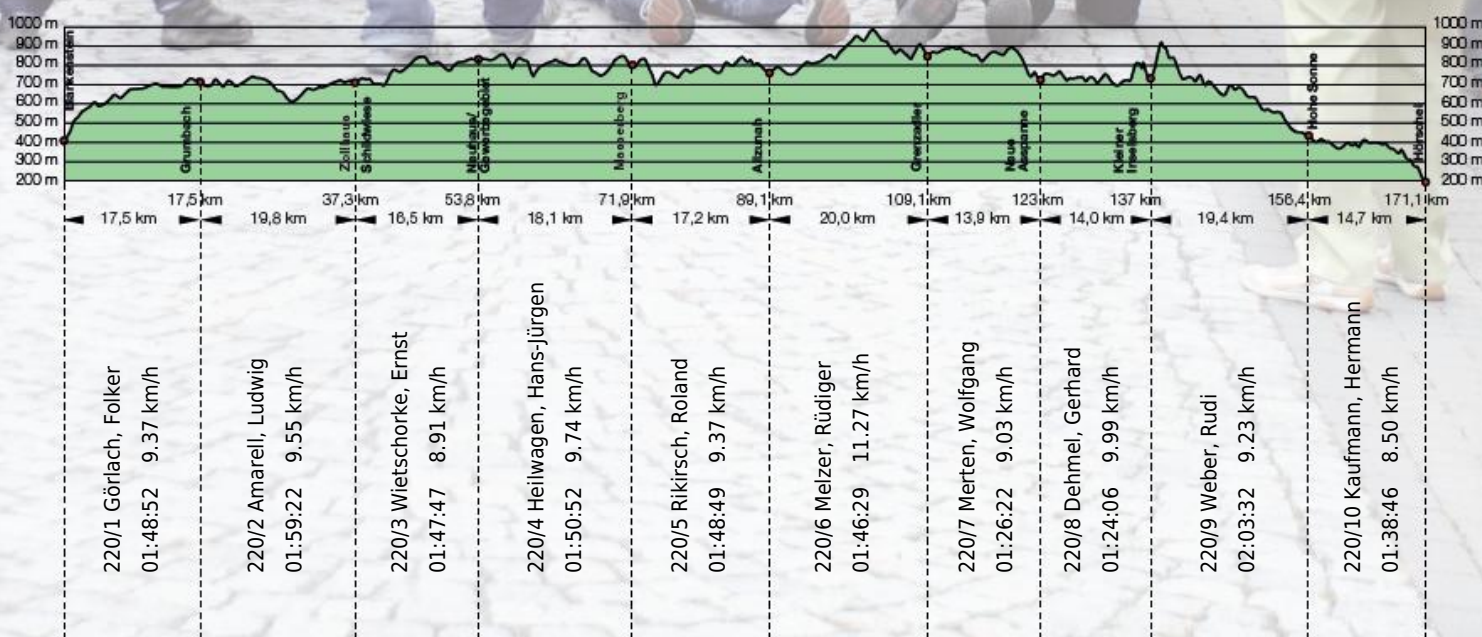 1000 m
900 m
800 m
700 m
600 m
500 m
400 m
300 m
200 m
1000 m
900 m
800 m
700 m
600 m
500 m
400 m
300 m
200 m
Blankenstein
Grumbach
Zollhaus
Schildwiese
Neuhaus/
Masserberg
Allzunah
Grenzadler
Neue
Ausspanne
Kleiner
Inselsberg
Hohe Sonne
Hörschel
17,5 km
37,3 km
53,8 km
71,9 km
89,1 km
109,1 km
123 km
137 km
156,4 km
171,1 km
17,5 km
19,8 km
16,5 km
18,1 km
17,2 km
20,0 km
13,9 km
14,0 km
19,4 km
14,7 km
220/1 Görlach, Folker
01:48:52 9.37 km/h
220/2 Amarell, Ludwig
01:59:22 9.55 km/h
220/3 Wietschorke, Ernst
01:47:47 8.91 km/h
220/4 Heilwagen, Hans-Jürgen
01:50:52 9.74 km/h
220/5 Rikirsch, Roland
01:48:49 9.37 km/h
220/6 Melzer, Rüdiger
01:46:29 11.27 km/h
220/7 Merten, Wolfgang
01:26:22 9.03 km/h
220/8 Dehmel, Gerhard
01:24:06 9.99 km/h
220/9 Weber, Rudi
02:03:32 9.23 km/h
220/10 Kaufmann, Hermann
01:38:46 8.50 km/h